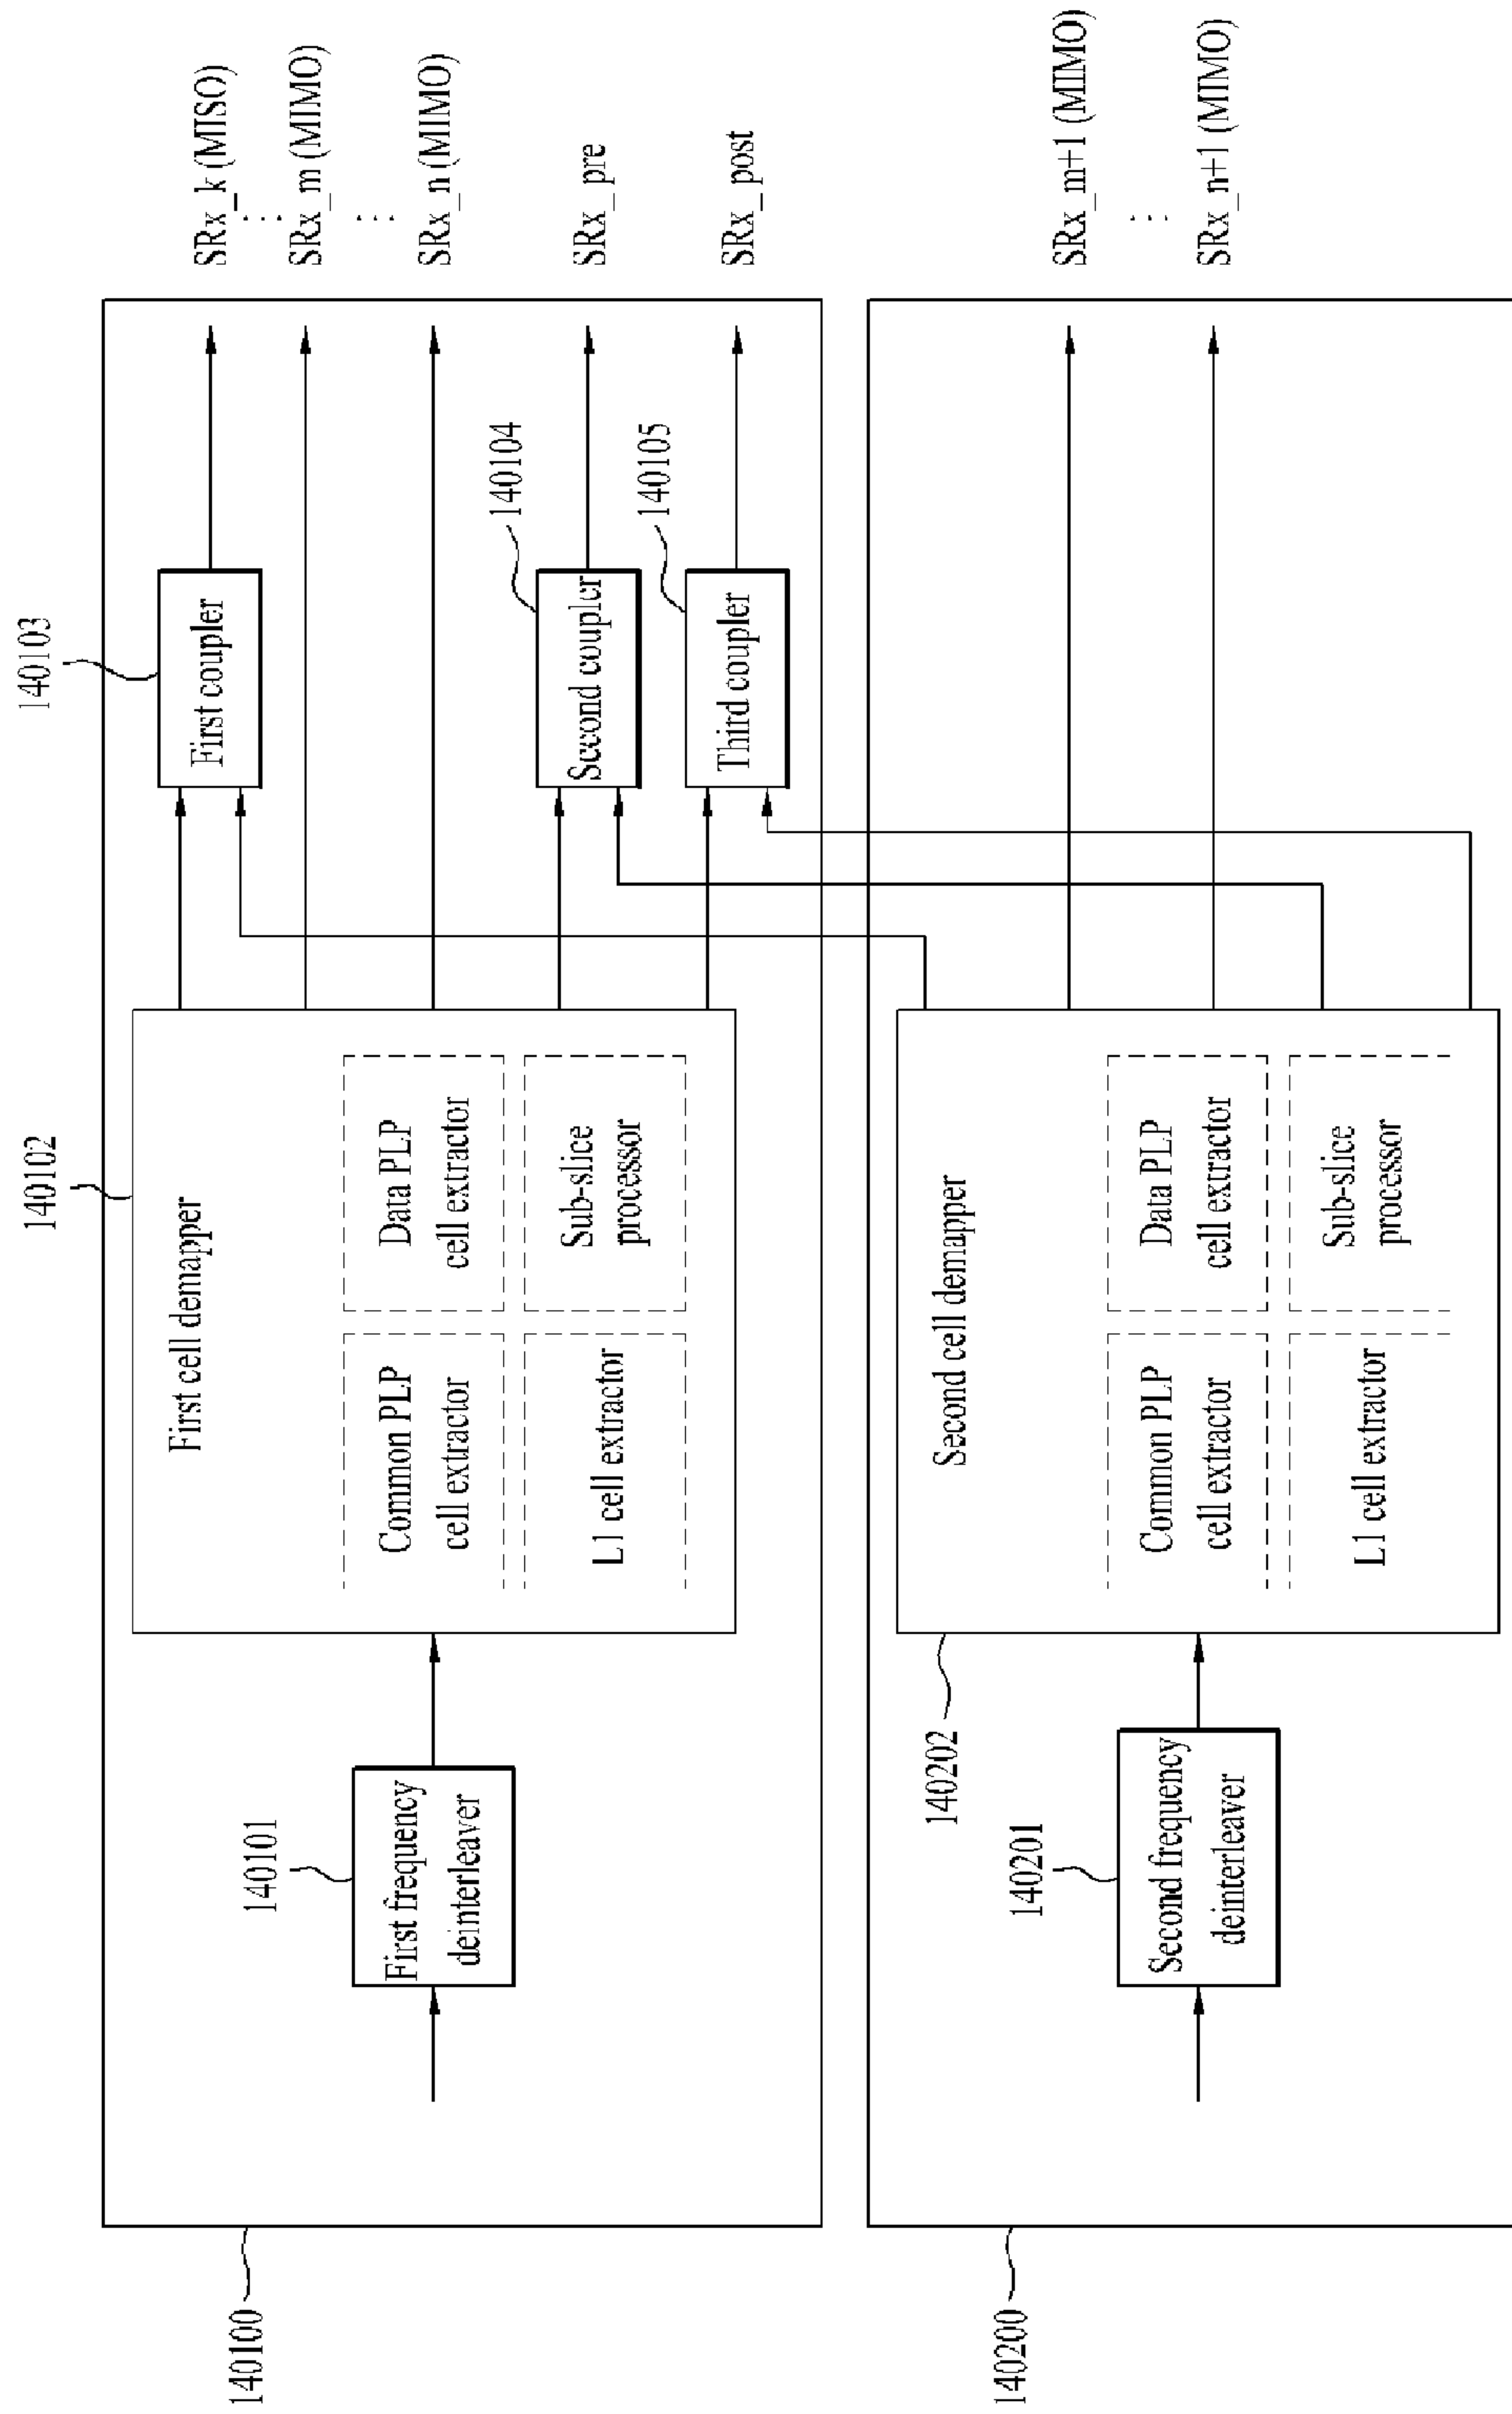 140100
140101
First frequency
deinterleaver
140102
First cell demapper
Common PLP
cell extractor
Data PLP
cell extractor
L1 cell extractor
Sub-slice
processor
140103
First coupler
140104
Second coupler
140105
Third coupler
SRx_k (MISO)
SRx_m (MIMO)
SRx_n (MIMO)
SRx_pre
SRx_post
140200
140201
Second frequency
deinterleaver
140202
Second cell demapper
Common PLP
cell extractor
Data PLP
cell extractor
L1 cell extractor
Sub-slice
processor
SRx_m+1 (MIMO)
SRx_n+1 (MIMO)